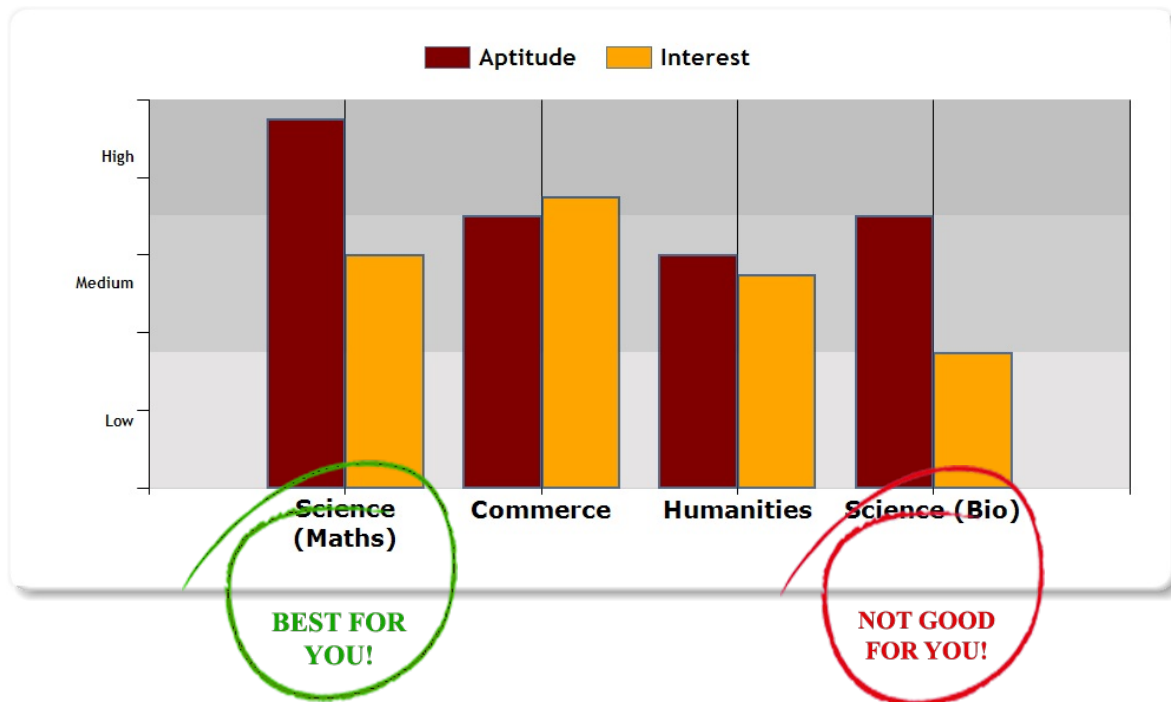 Aptitude Interest
High
Medium
Low
Science
(Maths)
Commerce
Humanities
Science (Bio)
BEST FOR
YOU!
NOT GOOD
FOR YOU!